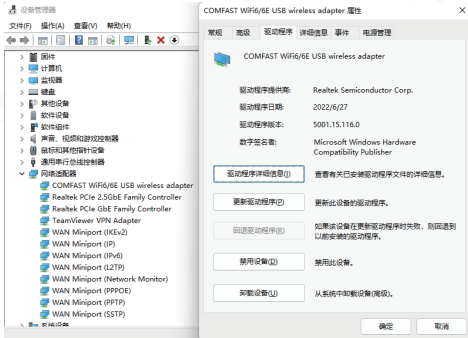 设备管理器
文件(F) 操作(A) 查看(V) 帮助(H)
固件
计算机
监视器
键盘
其他设备
软件设备
软件组件
声音、视频和游戏控制器
鼠标和其他指针设备
通用串行总线控制器
网络适配器
COMFAST WiFi6/6E USB wireless adapter
Realtek PCIe 2.5GbE Family Controller
Realtek PCIe GbE Family Controller
TeamViewer VPN Adapter
WAN Miniport (IKEv2)
WAN Miniport (IP)
WAN Miniport (IPv6)
WAN Miniport (L2TP)
WAN Miniport (Network Monitor)
WAN Miniport (PPPOE)
WAN Miniport (PPTP)
WAN Miniport (SSTP)
系统设备
COMFAST WiFi6/6E USB wireless adapter 属性
常规 高级 驱动程序 详细信息 事件 电源管理
COMFAST WiFi6/6E USB wireless adapter
驱动程序提供商: Realtek Semiconductor Corp.
驱动程序日期: 2022/6/27
驱动程序版本: 5001.15.116.0
数字签名者: Microsoft Windows Hardware
Compatibility Publisher
驱动程序详细信息(I) 查看有关已安装驱动程序文件的详细信息。
更新驱动程序(P) 更新此设备的驱动程序。
回退驱动程序(R) 如果该设备在更新驱动程序时失败，则回退到
以前安装的驱动程序。
禁用设备(D) 禁用此设备。
卸载设备(U) 从系统中卸载设备(高级)。
确定 取消